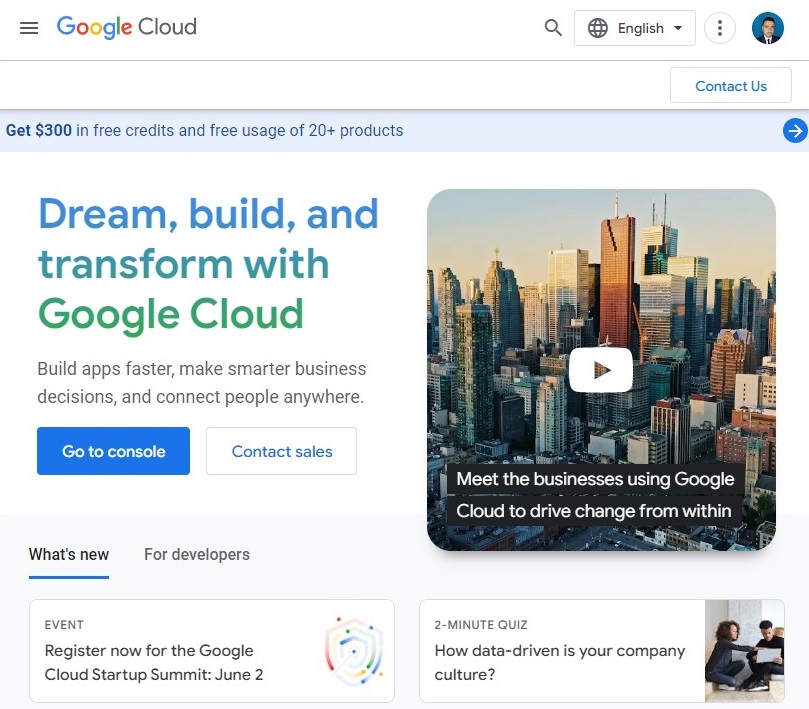 Google Cloud
English
Contact Us
Get $300 in free credits and free usage of 20+ products
Dream, build, and
transform with
Google Cloud
Build apps faster, make smarter business
decisions, and connect people anywhere.
Go to console
Contact sales
Meet the businesses using Google
Cloud to drive change from within
What's new
For developers
EVENT
Register now for the Google
Cloud Startup Summit: June 2
2-MINUTE QUIZ
How data-driven is your company
culture?